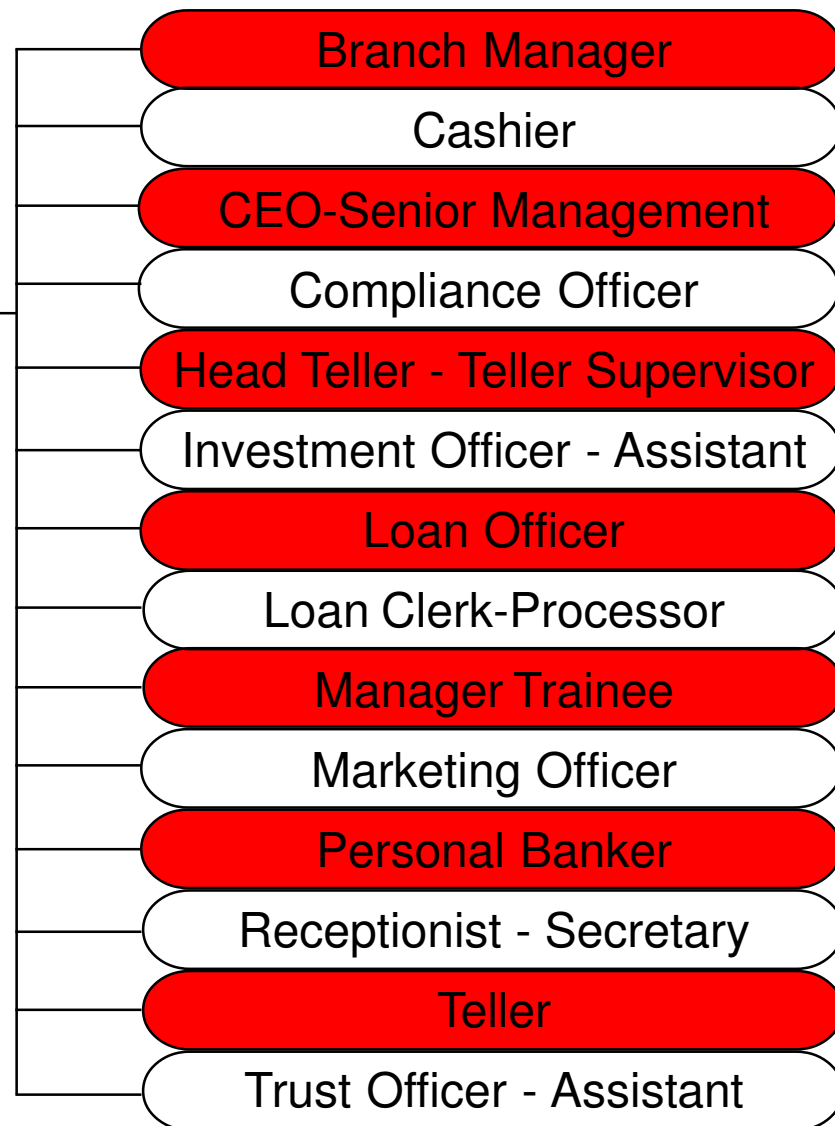 Branch Manager
Cashier
CEO-Senior Management
Compliance Officer
Head Teller - Teller Supervisor
Investment Officer - Assistant
Loan Officer
Loan Clerk-Processor
Manager Trainee
Marketing Officer
Personal Banker
Receptionist - Secretary
Teller
Trust Officer - Assistant